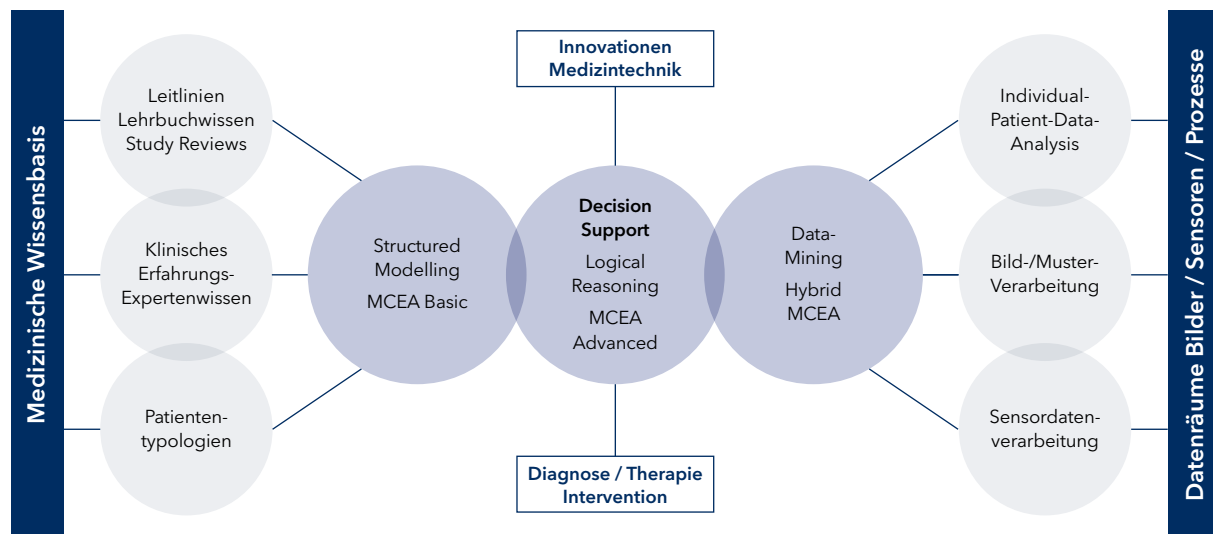 Medizinische Wissensbasis
Leitlinien
Lehrbuchwissen
Study Reviews
Klinisches
Erfahrungs-
Expertenwissen
Patienten-
typologien
Structured
Modelling
MCEA Basic
Innovationen
Medizintechnik
Decision
Support
Logical
Reasoning
MCEA
Advanced
Diagnose / Therapie
Intervention
Data-
Mining
Hybrid
MCEA
Individual-
Patient-Data-
Analysis
Bild-/Muster-
Verarbeitung
Sensordaten-
verarbeitung
Datenräume Bilder / Sensoren / Prozesse